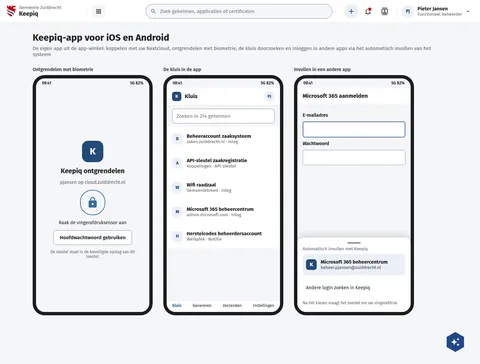 Gemeente Zuiddrecht
Keepiq
Zoek geheimen, applicaties of certificaten
PJ
Pieter Jansen
Functioneel beheerder
Keepiq-app voor iOS en Android
De eigen app uit de app-winkel: koppelen met uw Nextcloud, ontgrendelen met biometrie, de kluis doorzoeken en inloggen in andere apps via het automatisch invullen van het
systeem
Ontgrendelen met biometrie
09:41
5G 82%
K
Keepiq ontgrendelen
pjansen op cloud.zuiddrecht.nl
Raak de vingerafdruksensor aan
Hoofdwachtwoord gebruiken
De sleutel staat in de beveiligde opslag van dit
toestel.
De kluis in de app
09:41
5G 82%
K
Kluis
PJ
Zoeken in 214 geheimen
B
Beheeraccount zaaksysteem
zaken.zuiddrecht.nl · Inlog
A
API-sleutel zaakregistratie
Koppelingen · API-sleutel
W
Wifi raadzaal
Gemeentehuis · Inlog
M
Microsoft 365 beheercentrum
admin.microsoft.com · Inlog
H
Herstelcodes beheerdersaccount
Werkplek · Notitie
Kluis
Genereren
Verzenden
Instellingen
Invullen in een andere app
09:41
5G 82%
Microsoft 365 aanmelden
E-mailadres
Wachtwoord
Automatisch invullen met Keepiq
K
Microsoft 365 beheercentrum
beheer.pjansen@zuiddrecht.nl
Andere login zoeken in Keepiq
Na het kiezen vraagt het toestel om uw vingerafdruk.